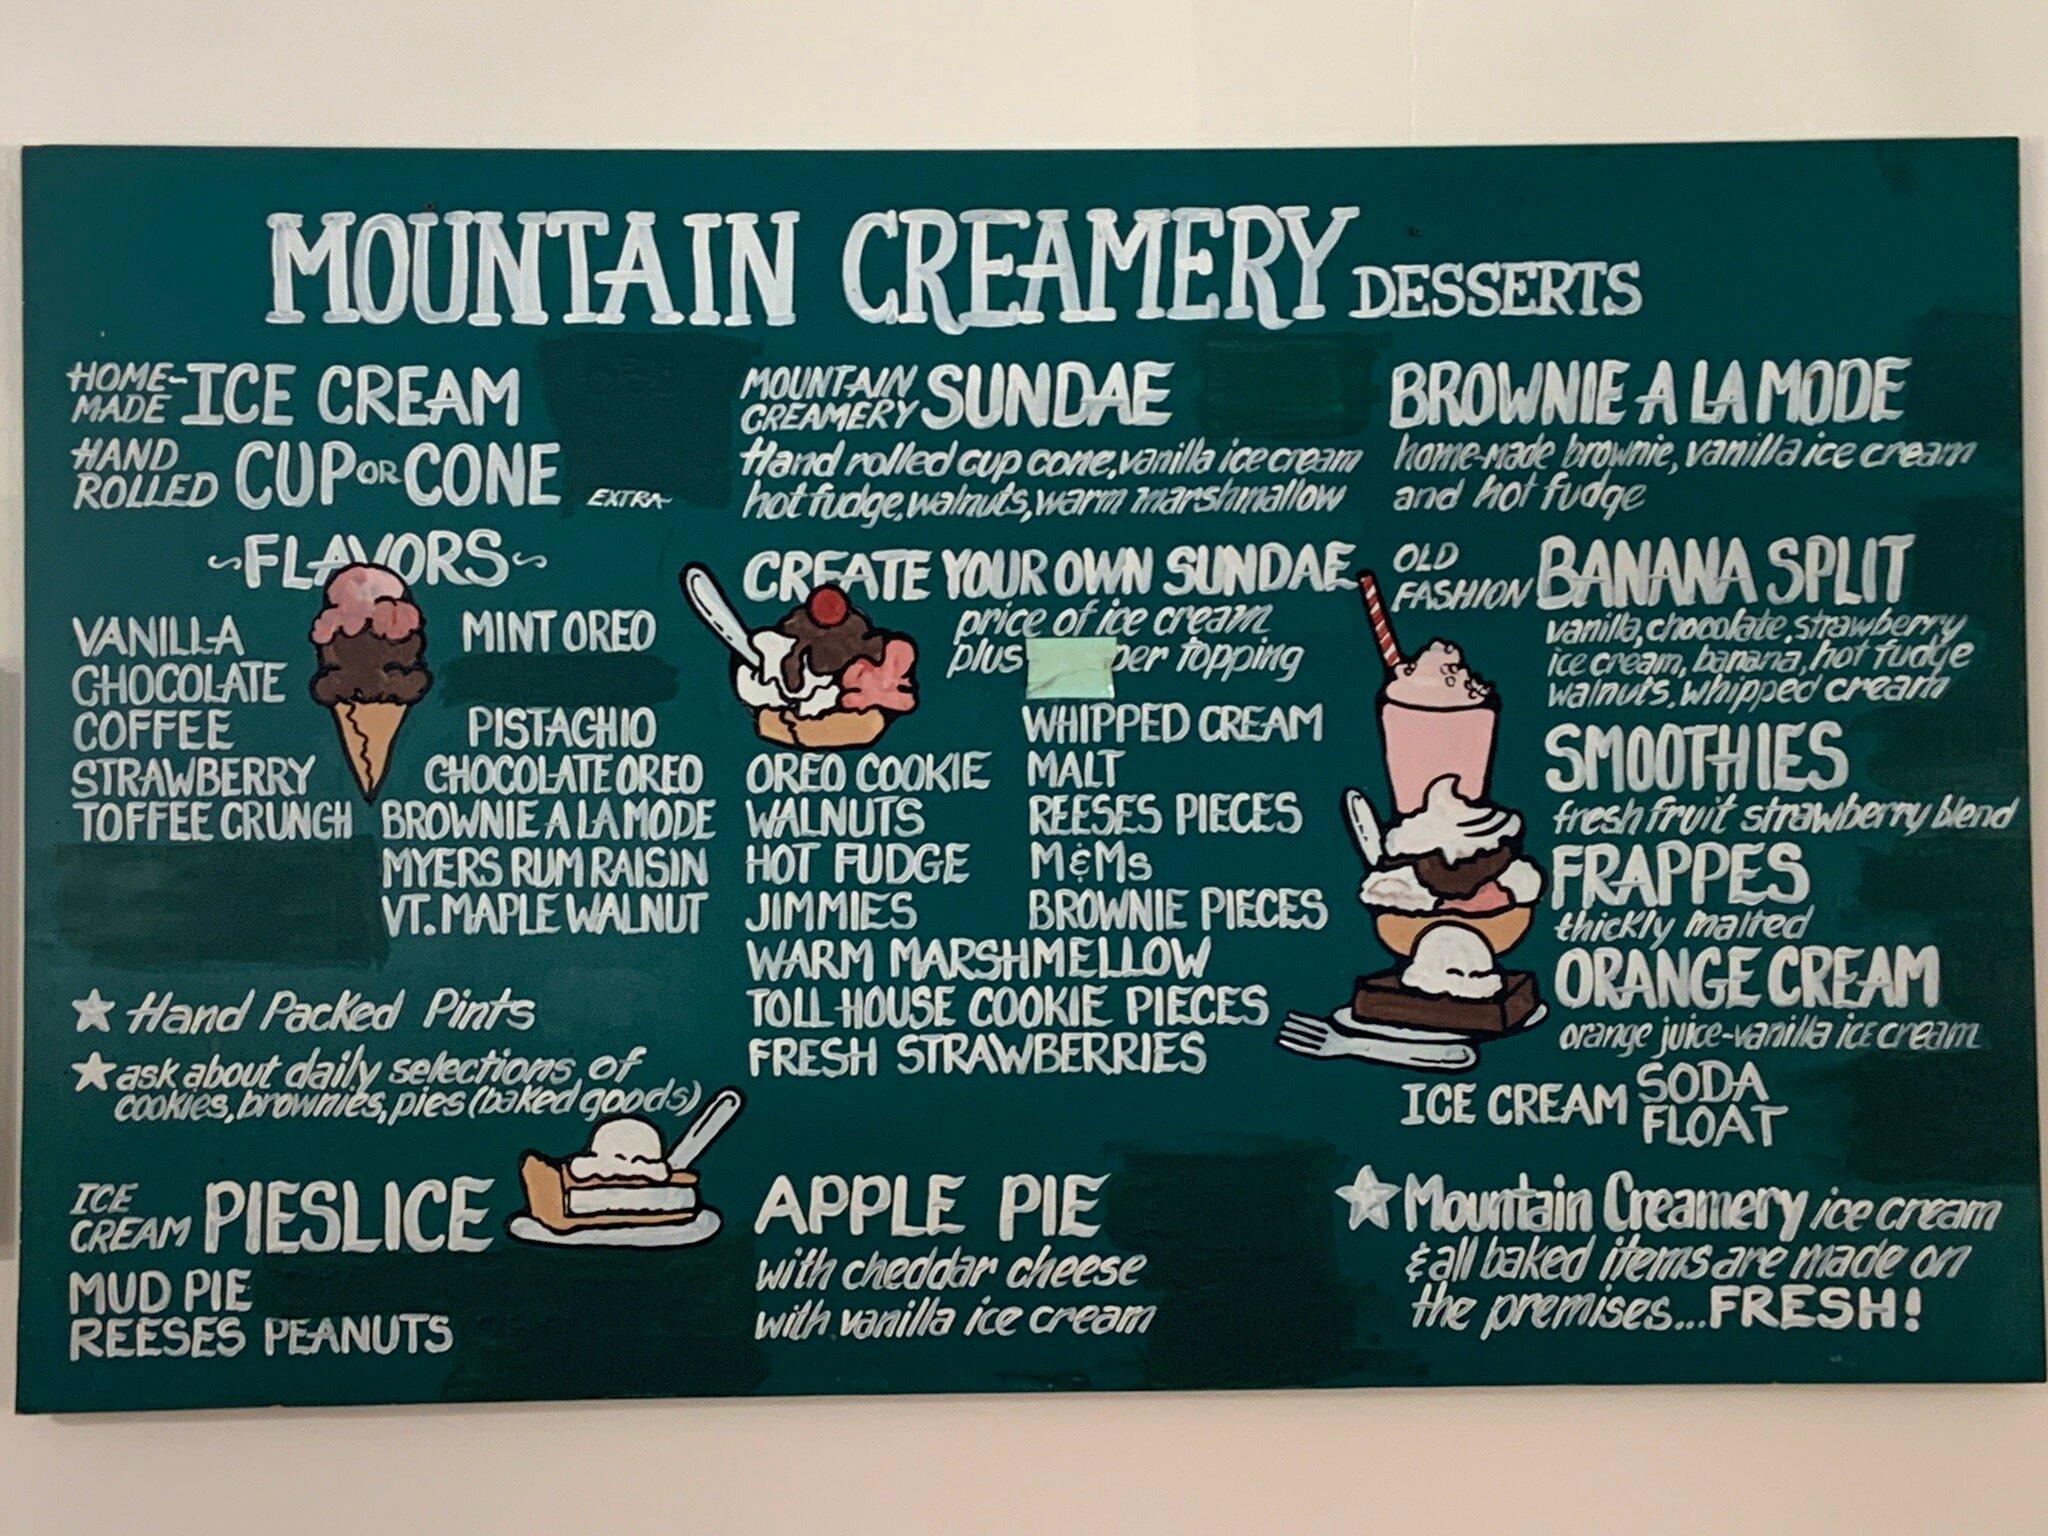 MOUNTAIN CREAMERY DESSERTS
HOME-MADE ICE CREAM
HAND ROLLED CUP OR CONE EXTRA
~FLAVORS~
VANILLA
CHOCOLATE
COFFEE
STRAWBERRY
TOFFEE CRUNCH
MINT OREO
PISTACHIO
CHOCOLATE OREO
BROWNIE A LA MODE
MYERS RUM RAISIN
VT. MAPLE WALNUT
★ Hand Packed Pints
★ ask about daily selections of
cookies, brownies, pies (baked goods)
ICE CREAM PIESLICE
MUD PIE
REESES PEANUTS
MOUNTAIN CREAMERY SUNDAE
Hand rolled cup cone, vanilla ice cream
hot fudge, walnuts, warm marshmallow
CREATE YOUR OWN SUNDAE
price of ice cream
plus per topping
OREO COOKIE
WALNUTS
HOT FUDGE
JIMMIES
WHIPPED CREAM
MALT
REESES PIECES
M&Ms
BROWNIE PIECES
WARM MARSHMELLOW
TOLL HOUSE COOKIE PIECES
FRESH STRAWBERRIES
APPLE PIE
with cheddar cheese
with vanilla ice cream
BROWNIE A LA MODE
home-made brownie, vanilla ice cream
and hot fudge
OLD FASHION BANANA SPLIT
vanilla, chocolate, strawberry
ice cream, banana, hot fudge
walnuts, whipped cream
SMOOTHIES
fresh fruit strawberry blend
FRAPPES
thickly malted
ORANGE CREAM
orange juice-vanilla ice cream
ICE CREAM SODA
FLOAT
★ Mountain Creamery ice cream
& all baked items are made on
the premises...FRESH!